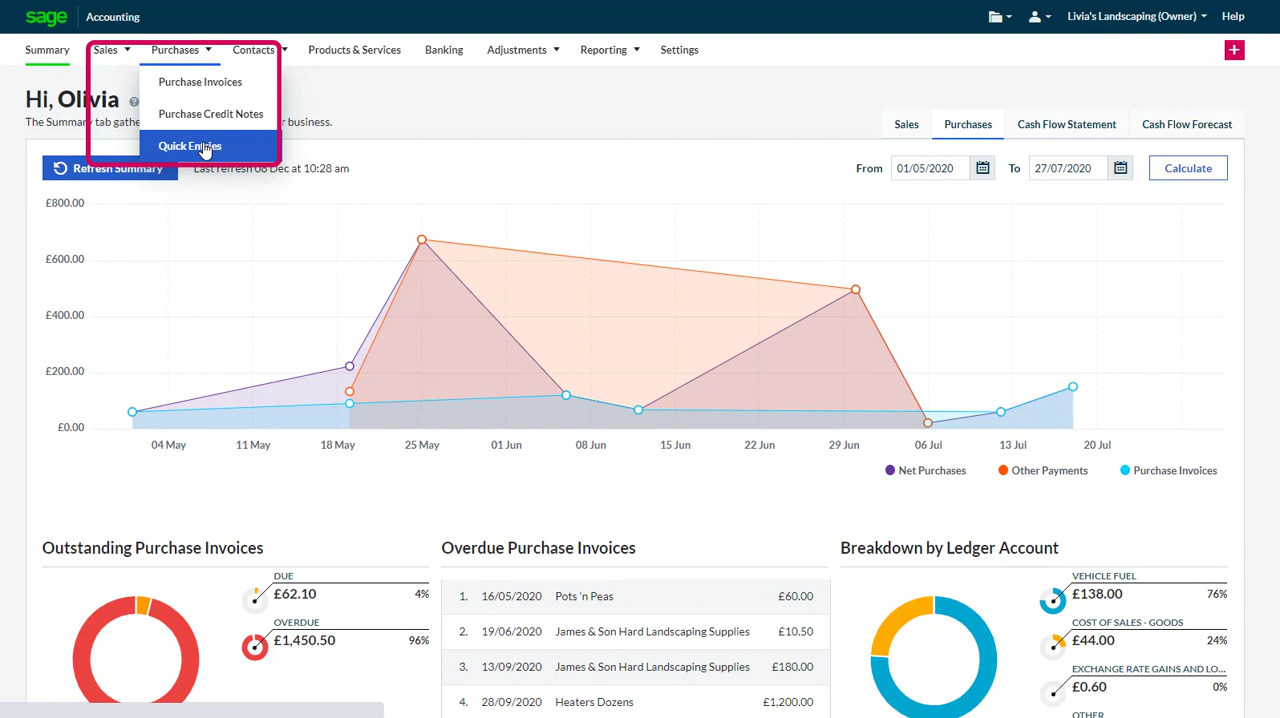 sage Accounting Livia's Landscaping (Owner) Help
Summary Sales Purchases Contacts Products & Services Banking Adjustments Reporting Settings +
Purchase Invoices
Purchase Credit Notes
Quick Entries
Hi, Olivia ?
The Summary tab gathe r business.
Sales Purchases Cash Flow Statement Cash Flow Forecast
Refresh Summary Last refresh 08 Dec at 10:28 am From 01/05/2020 To 27/07/2020 Calculate
£800.00
£600.00
£400.00
£200.00
£0.00
04 May 11 May 18 May 25 May 01 Jun 08 Jun 15 Jun 22 Jun 29 Jun 06 Jul 13 Jul 20 Jul
Net Purchases Other Payments Purchase Invoices
Outstanding Purchase Invoices
DUE
£62.10 4%
OVERDUE
£1,450.50 96%
Overdue Purchase Invoices
1. 16/05/2020 Pots 'n Peas £60.00
2. 19/06/2020 James & Son Hard Landscaping Supplies £10.50
3. 13/09/2020 James & Son Hard Landscaping Supplies £180.00
4. 28/09/2020 Heaters Dozens £1,200.00
Breakdown by Ledger Account
VEHICLE FUEL
£138.00 76%
COST OF SALES - GOODS
£44.00 24%
EXCHANGE RATE GAINS AND LO...
£0.60 0%
OTHER